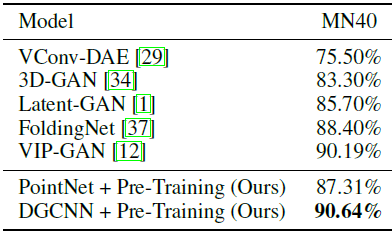 Model MN40
VConv-DAE [29] 75.50%
3D-GAN [34] 83.30%
Latent-GAN [1] 85.70%
FoldingNet [37] 88.40%
VIP-GAN [12] 90.19%
PointNet + Pre-Training (Ours) 87.31%
DGCNN + Pre-Training (Ours) 90.64%